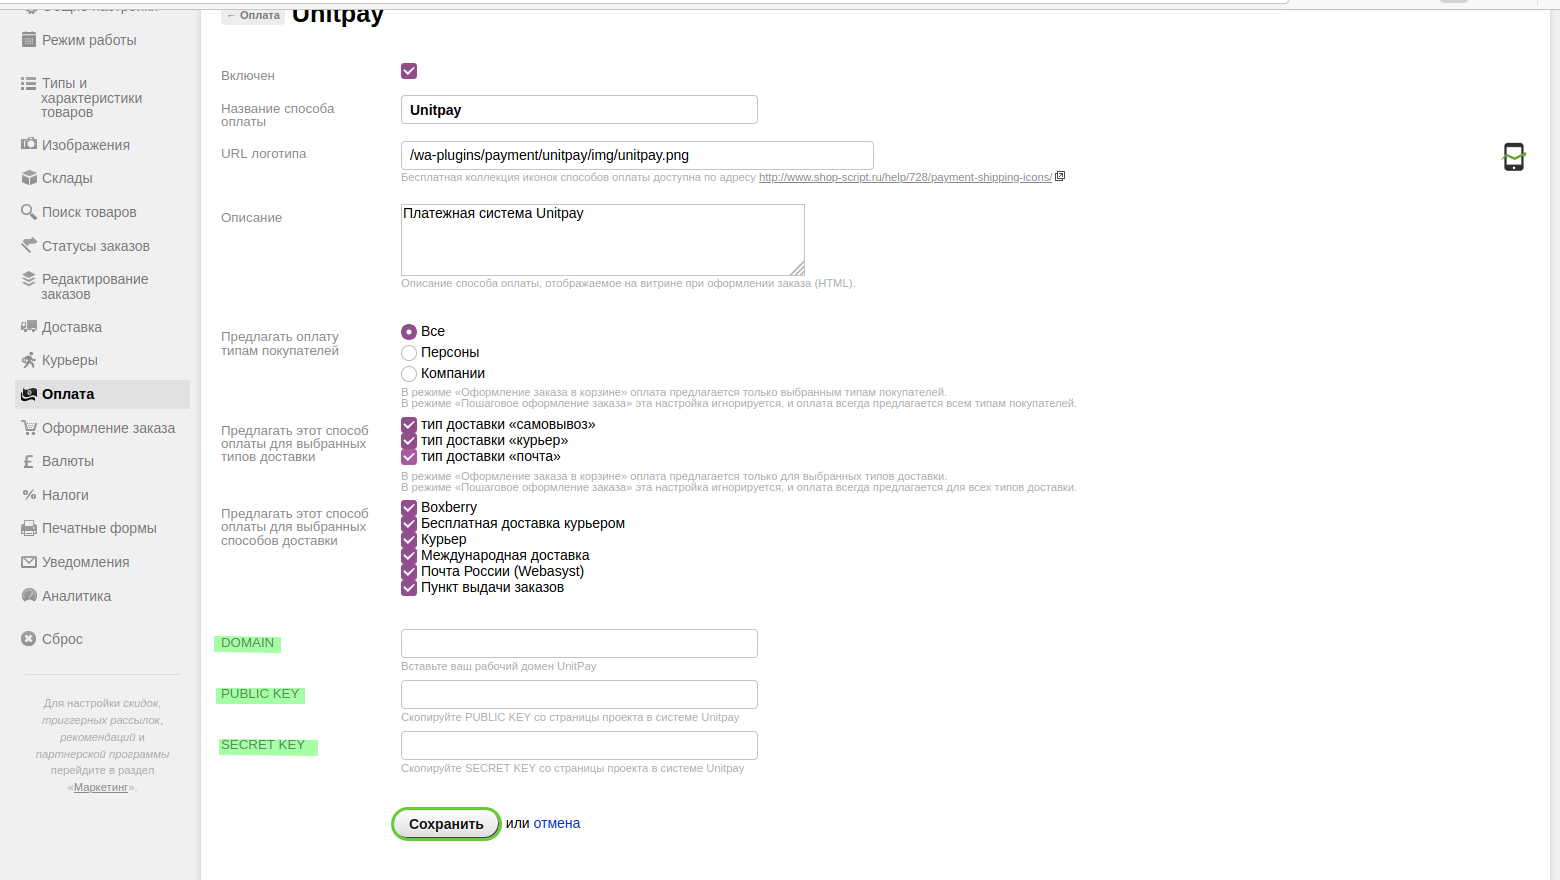 Общие настройки
Режим работы
Типы и
характеристики
товаров
Изображения
Склады
Поиск товаров
Статусы заказов
Редактирование
заказов
Доставка
Курьеры
Оплата
Оформление заказа
Валюты
Налоги
Печатные формы
Уведомления
Аналитика
Сброс
Для настройки скидок,
триггерных рассылок,
рекомендаций и
партнерской программы
перейдите в раздел
«Маркетинг».
← Оплата Unitpay
Включен
Название способа
оплаты
Unitpay
URL логотипа
/wa-plugins/payment/unitpay/img/unitpay.png
Бесплатная коллекция иконок способов оплаты доступна по адресу http://www.shop-script.ru/help/728/payment-shipping-icons/
Описание
Платежная система Unitpay
Описание способа оплаты, отображаемое на витрине при оформлении заказа (HTML).
Предлагать оплату
типам покупателей
Все
Персоны
Компании
В режиме «Оформление заказа в корзине» оплата предлагается только выбранным типам покупателей.
В режиме «Пошаговое оформление заказа» эта настройка игнорируется, и оплата всегда предлагается всем типам покупателей.
Предлагать этот способ
оплаты для выбранных
типов доставки
тип доставки «самовывоз»
тип доставки «курьер»
тип доставки «почта»
В режиме «Оформление заказа в корзине» оплата предлагается только для выбранных типов доставки.
В режиме «Пошаговое оформление заказа» эта настройка игнорируется, и оплата всегда предлагается для всех типов доставки.
Предлагать этот способ
оплаты для выбранных
способов доставки
Boxberry
Бесплатная доставка курьером
Курьер
Международная доставка
Почта России (Webasyst)
Пункт выдачи заказов
DOMAIN
Вставьте ваш рабочий домен UnitPay
PUBLIC KEY
Скопируйте PUBLIC KEY со страницы проекта в системе Unitpay
SECRET KEY
Скопируйте SECRET KEY со страницы проекта в системе Unitpay
Сохранить или отмена